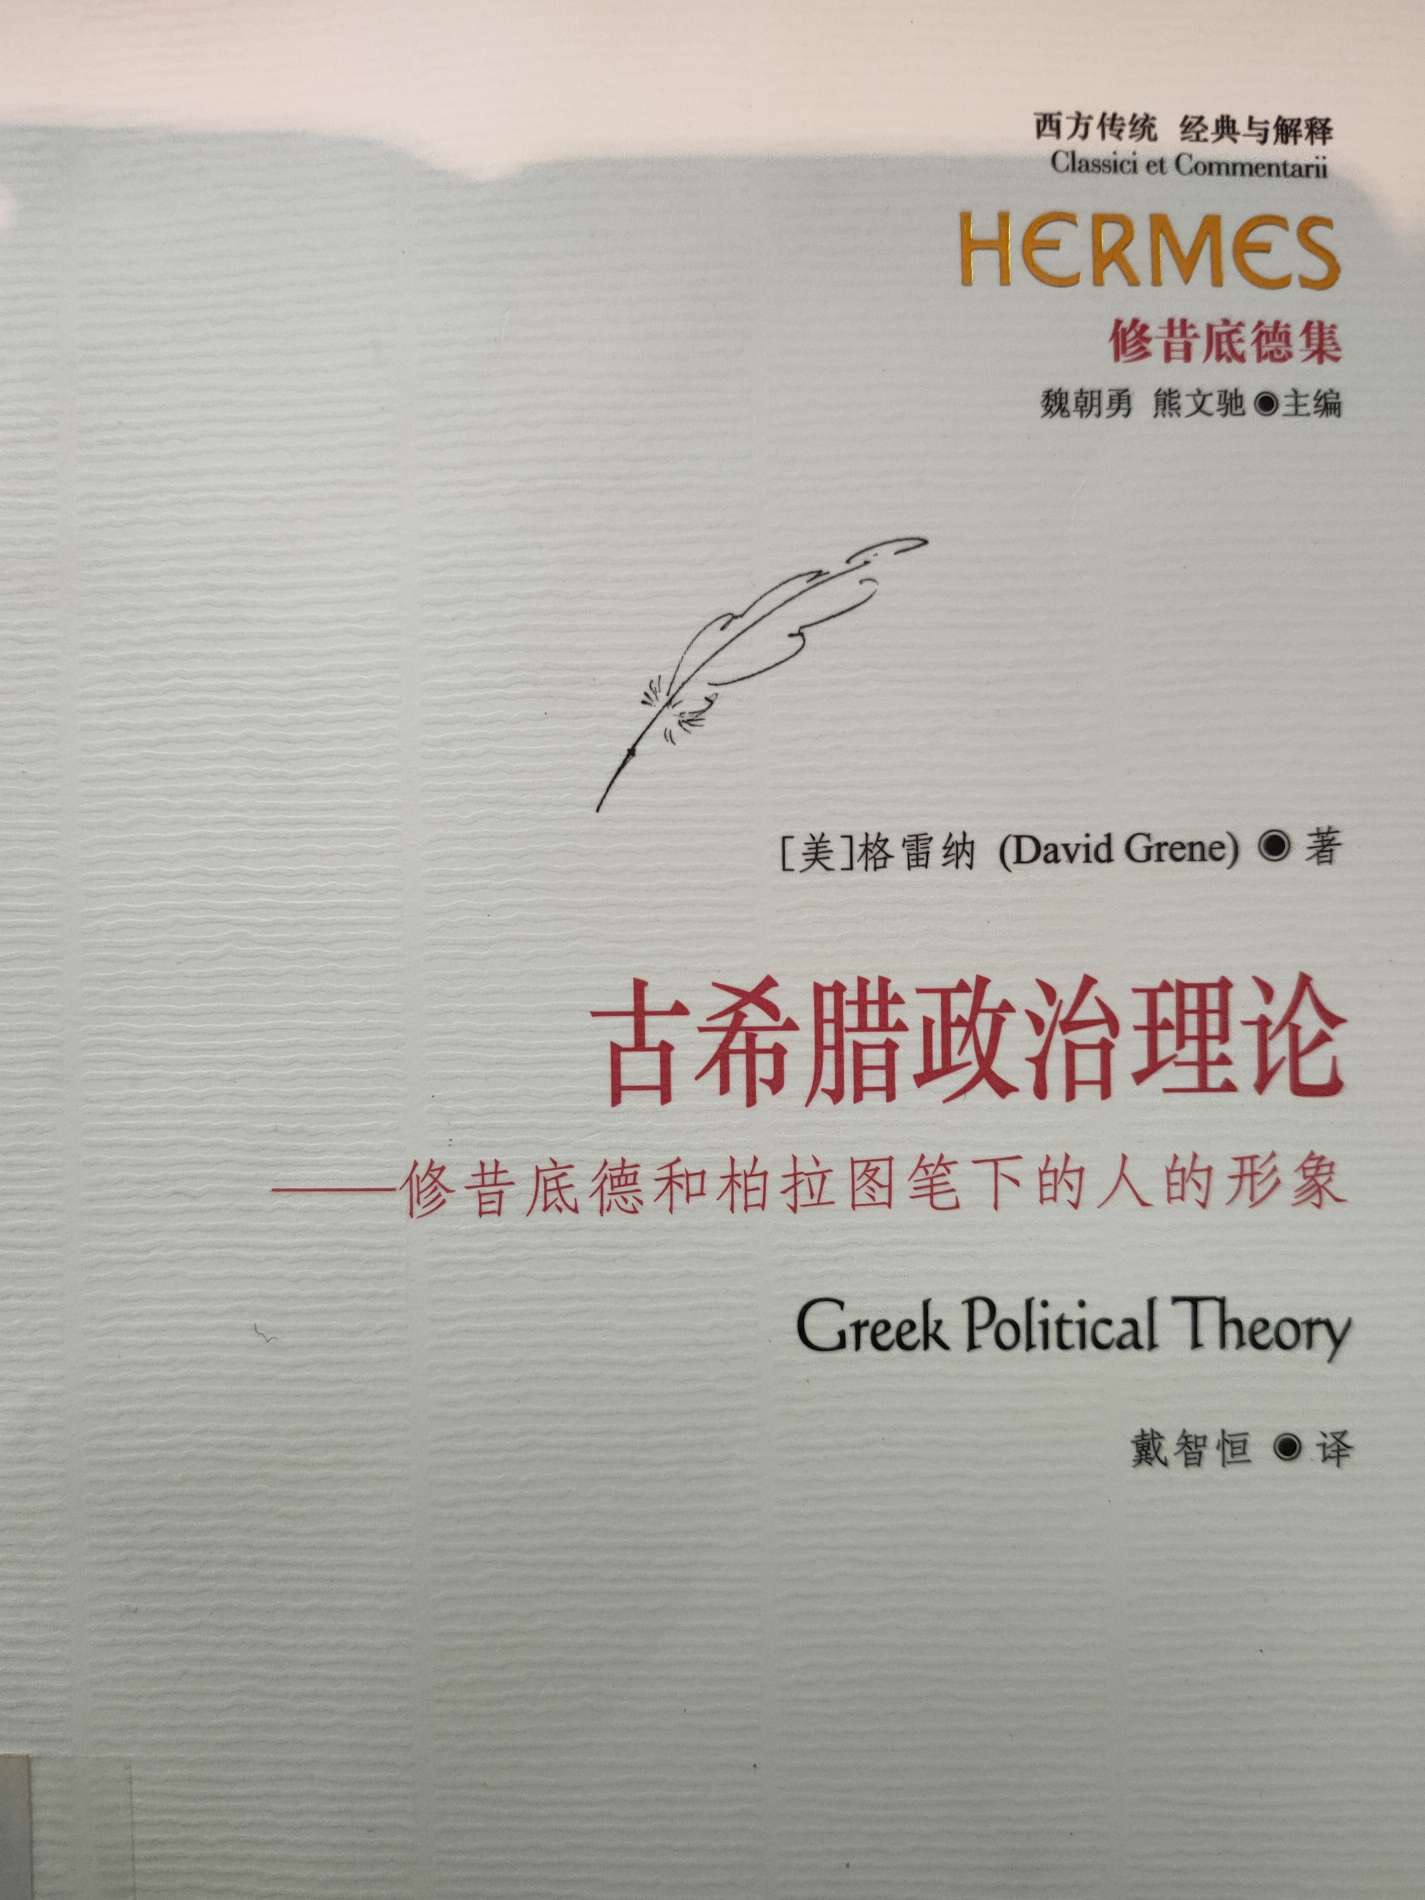 西方传统 经典与解释
Classici et Commentarii
HERMES
修昔底德集
魏朝勇 熊文驰◉主编
[美]格雷纳 (David Grene) ◉ 著
古希腊政治理论
——修昔底德和柏拉图笔下的人的形象
Greek Political Theory
戴智恒 ◉ 译